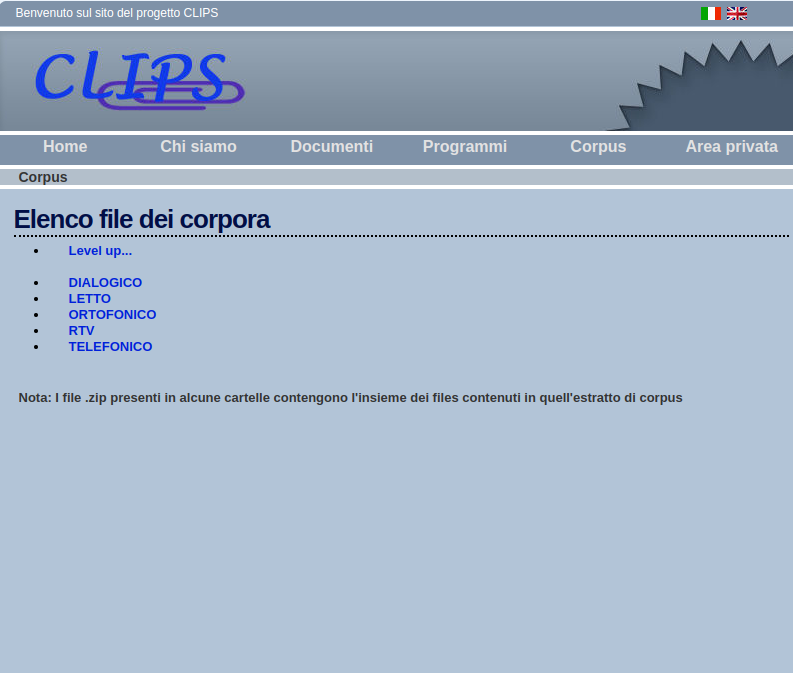 Benvenuto sul sito del progetto CLIPS
CLIPS
Home Chi siamo Documenti Programmi Corpus Area privata
Corpus
Elenco file dei corpora
Level up...
DIALOGICO
LETTO
ORTOFONICO
RTV
TELEFONICO
Nota: I file .zip presenti in alcune cartelle contengono l'insieme dei files contenuti in quell'estratto di corpus